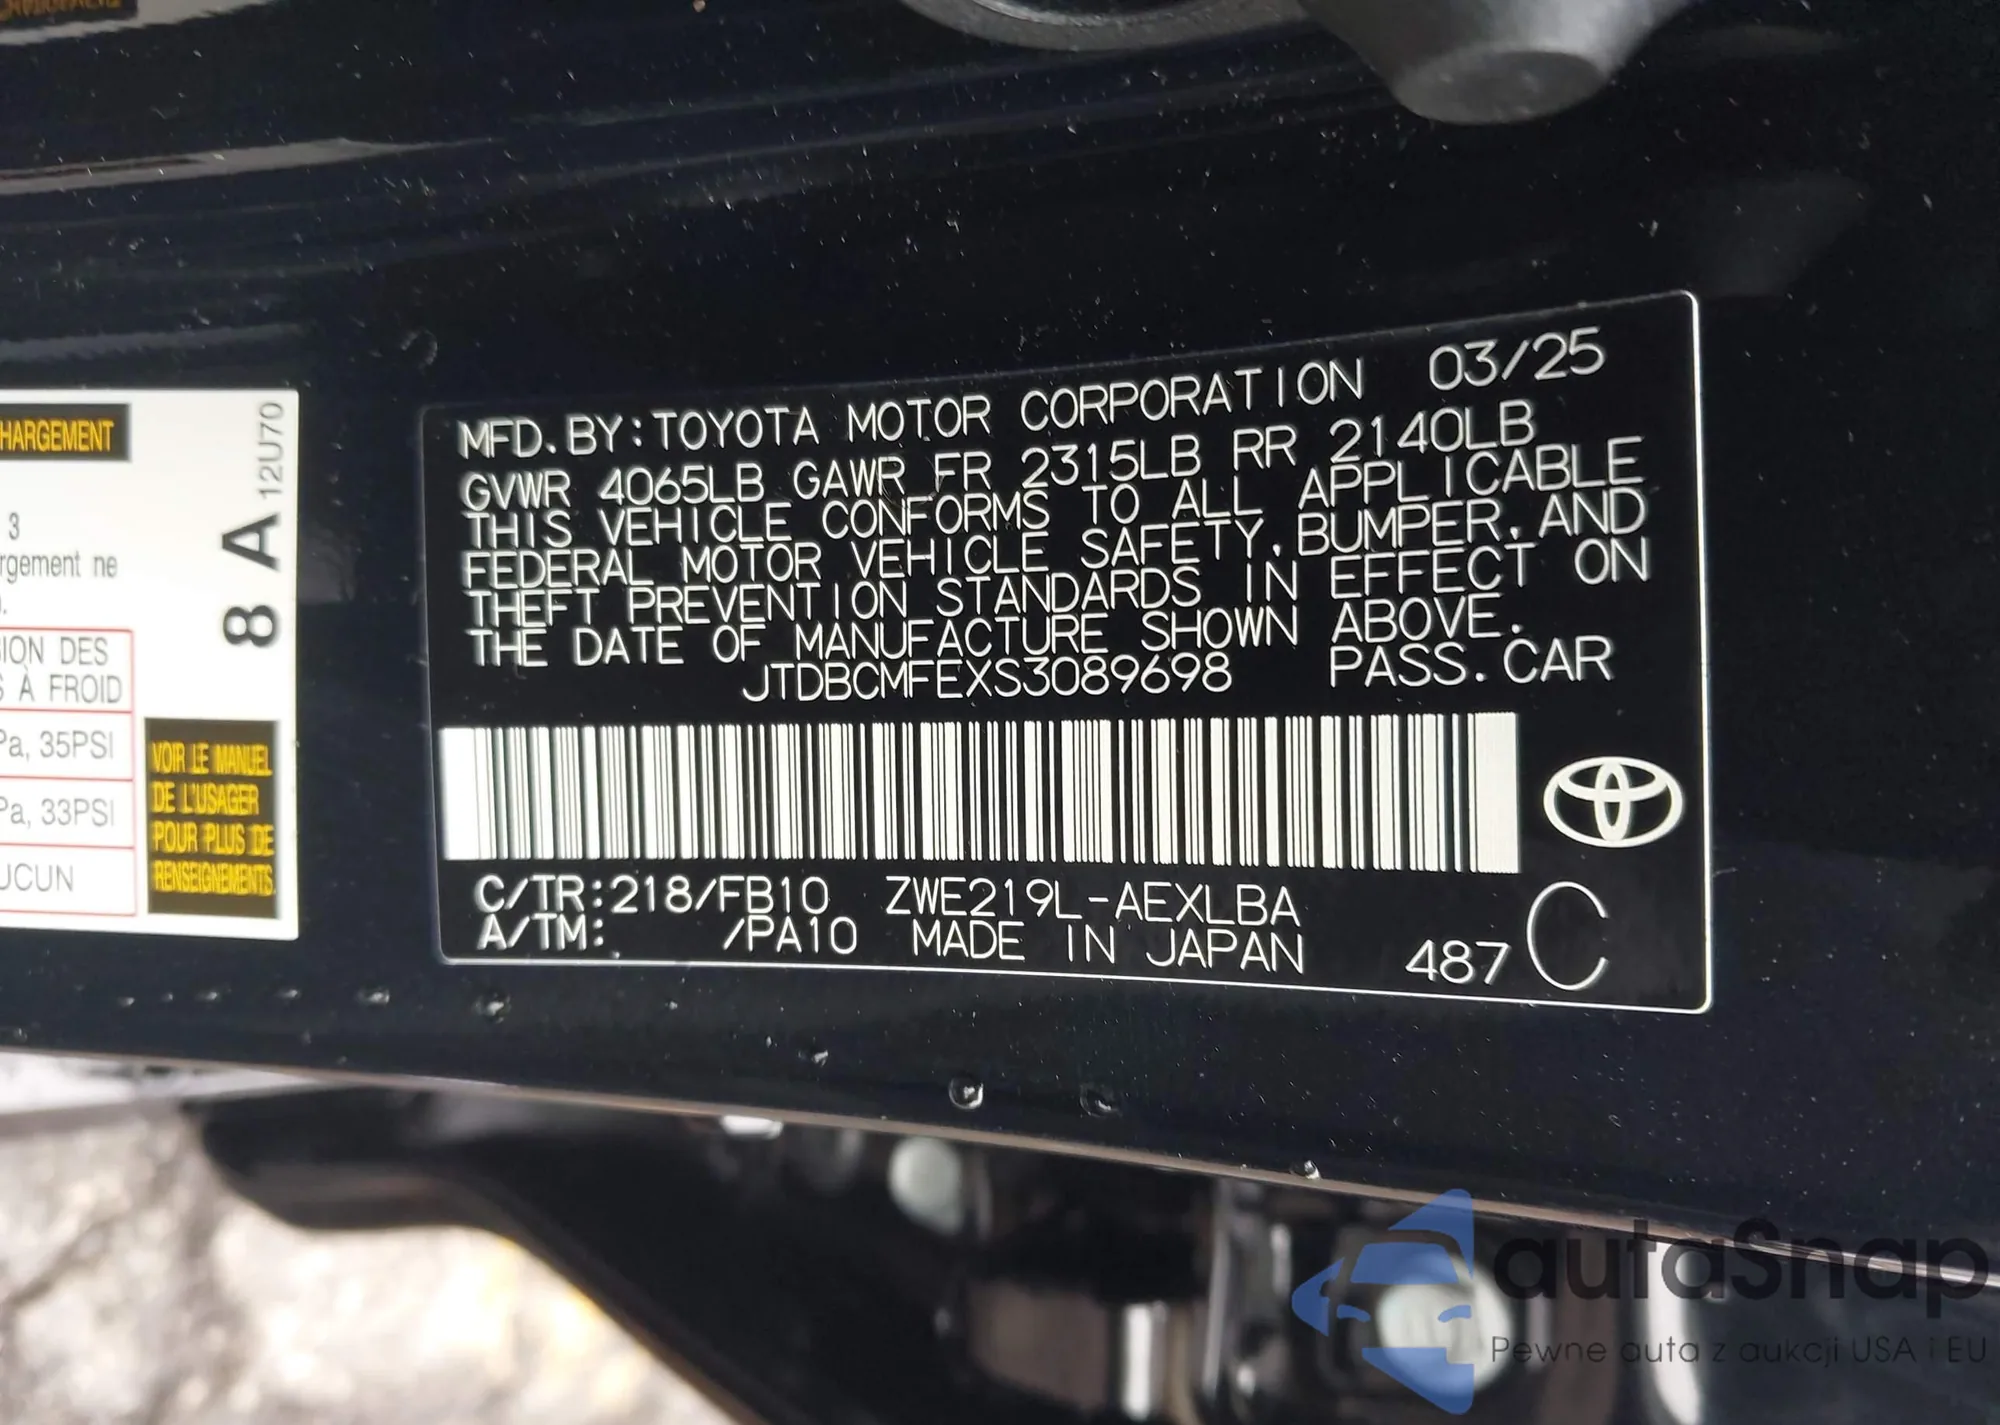 HARGEMENT
8 A 12U70
3
rgement ne
ION DES
S À FROID
Pa, 35PSI
Pa, 33PSI
UCUN
VOIR LE MANUEL
DE L'USAGER
POUR PLUS DE
RENSEIGNEMENTS
MFD.BY:TOYOTA MOTOR CORPORATION 03/25
GVWR 4065LB GAWR FR 2315LB RR 2140LB
THIS VEHICLE CONFORMS TO ALL APPLICABLE
FEDERAL MOTOR VEHICLE SAFETY,BUMPER,AND
THEFT PREVENTION STANDARDS IN EFFECT ON
THE DATE OF MANUFACTURE SHOWN ABOVE.
JTDBCMFEXS3089698 PASS.CAR
C/TR:218/FB10 ZWE219L-AEXLBA
A/TM: /PA10 MADE IN JAPAN 487 C
autaSnap
Pewne auta z aukcji USA i EU